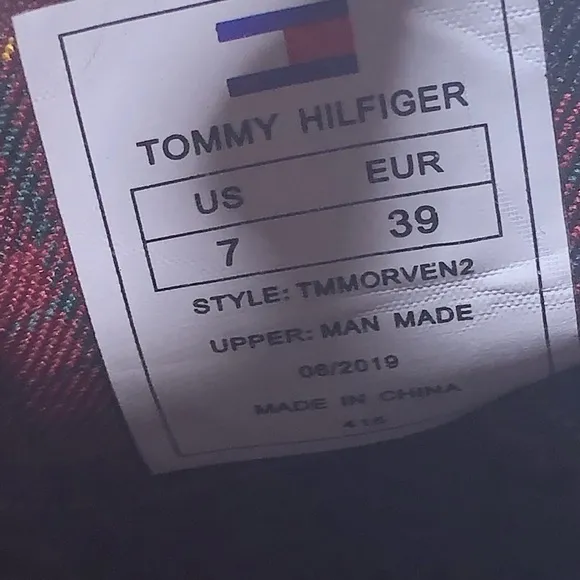 TOMMY HILFIGER
US EUR
7 39
STYLE: TMMORVEN2
UPPER: MAN MADE
06/2019
MADE IN CHINA